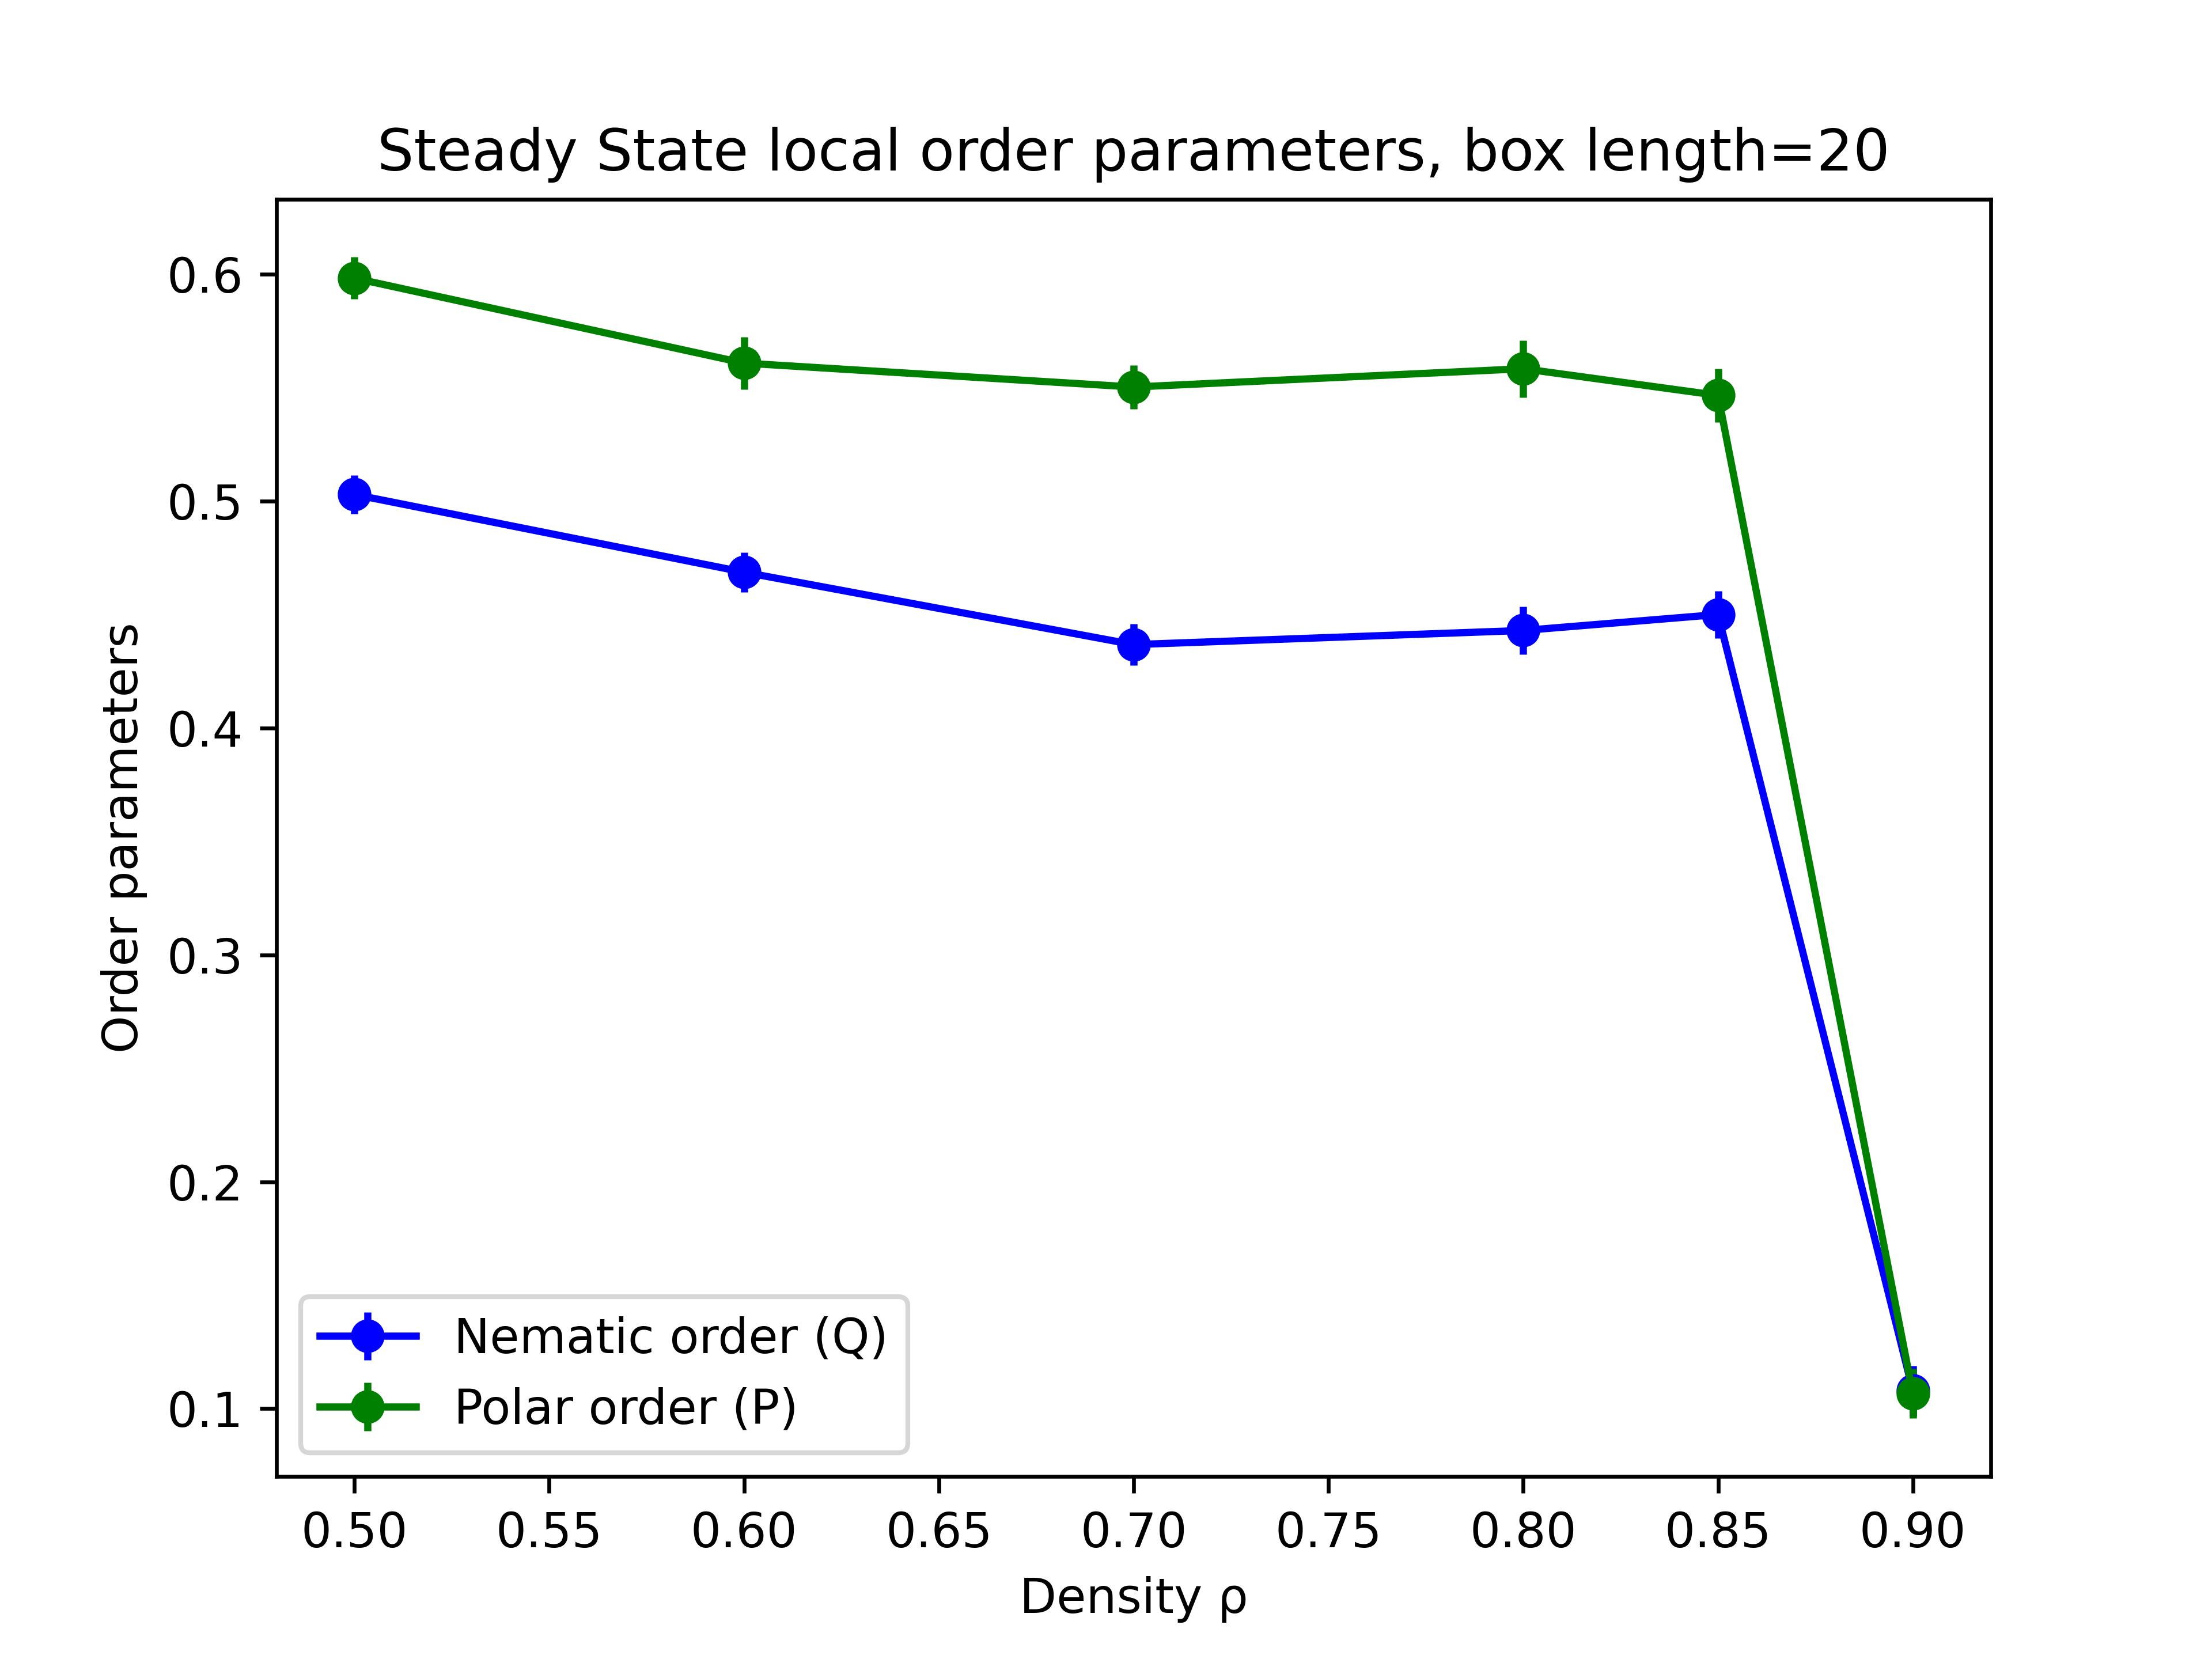 Steady State local order parameters, box length=20
Order parameters
0.6
0.5
0.4
0.3
0.2
0.1
Nematic order (Q)
Polar order (P)
0.50 0.55 0.60 0.65 0.70 0.75 0.80 0.85 0.90
Density ρ